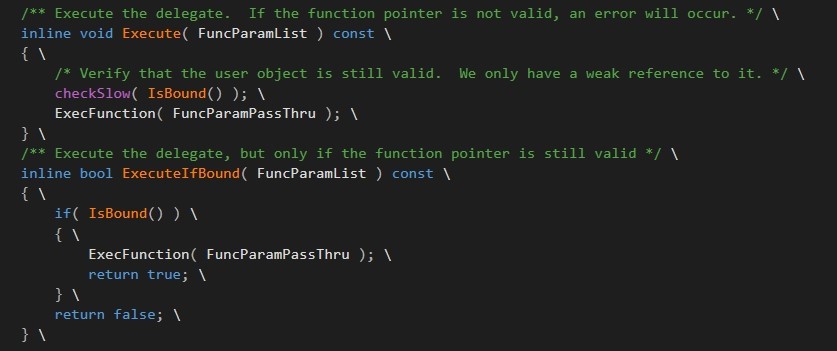 /** Execute the delegate.  If the function pointer is not valid, an error will occur. */ \
inline void Execute( FuncParamList ) const \
{ \
    /* Verify that the user object is still valid.  We only have a weak reference to it. */ \
    checkSlow( IsBound() ); \
    ExecFunction( FuncParamPassThru ); \
} \
/** Execute the delegate, but only if the function pointer is still valid */ \
inline bool ExecuteIfBound( FuncParamList ) const \
{ \
    if( IsBound() ) \
    { \
        ExecFunction( FuncParamPassThru ); \
        return true; \
    } \
    return false; \
} \